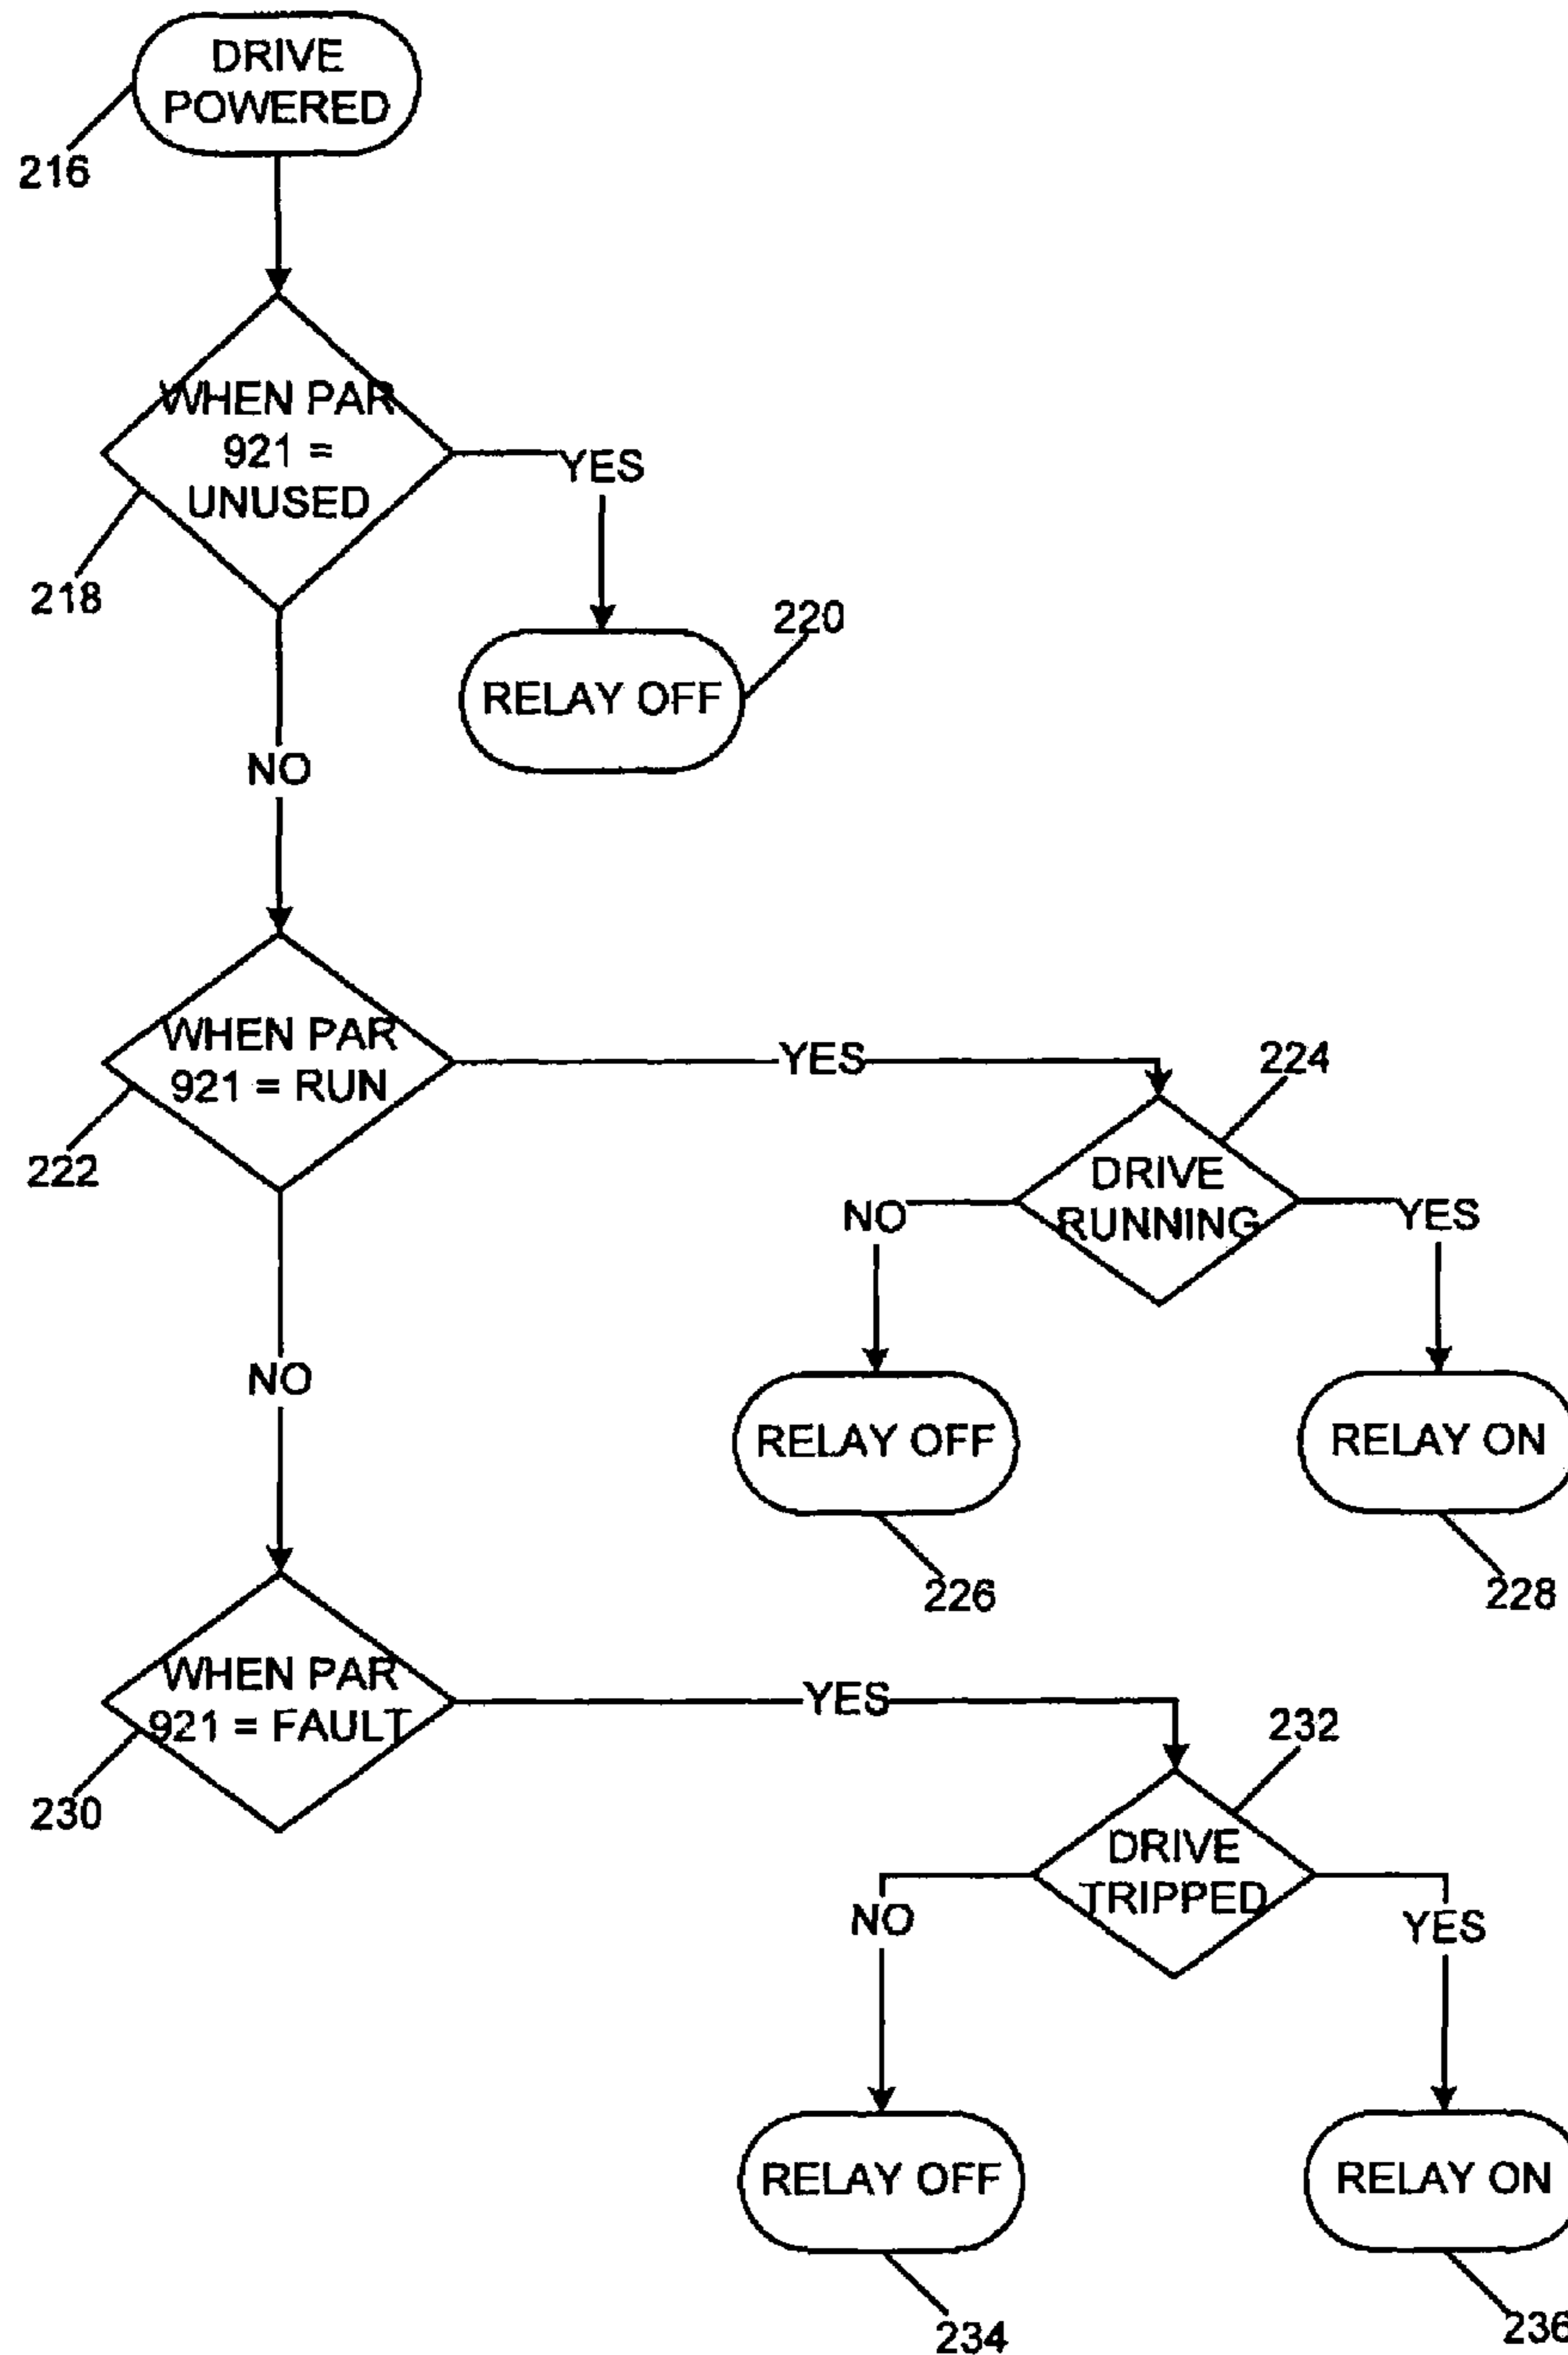 DRIVE
POWERED
216
WHEN PAR
921 =
UNUSED
YES
218
220
RELAY OFF
NO
WHEN PAR
921 = RUN
YES
224
222
DRIVE
RUNNING
NO
YES
NO
RELAY OFF
RELAY ON
226
228
WHEN PAR
921 = FAULT
YES
232
230
DRIVE
TRIPPED
NO
YES
RELAY OFF
RELAY ON
234
236